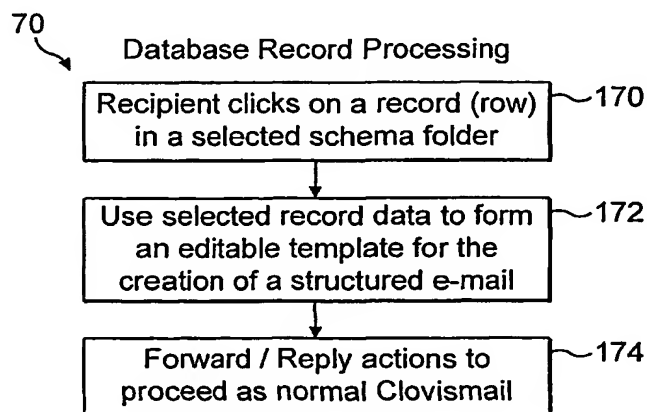 70
Database Record Processing
Recipient clicks on a record (row)
in a selected schema folder
170
Use selected record data to form
an editable template for the
creation of a structured e-mail
172
Forward / Reply actions to
proceed as normal Clovismail
174